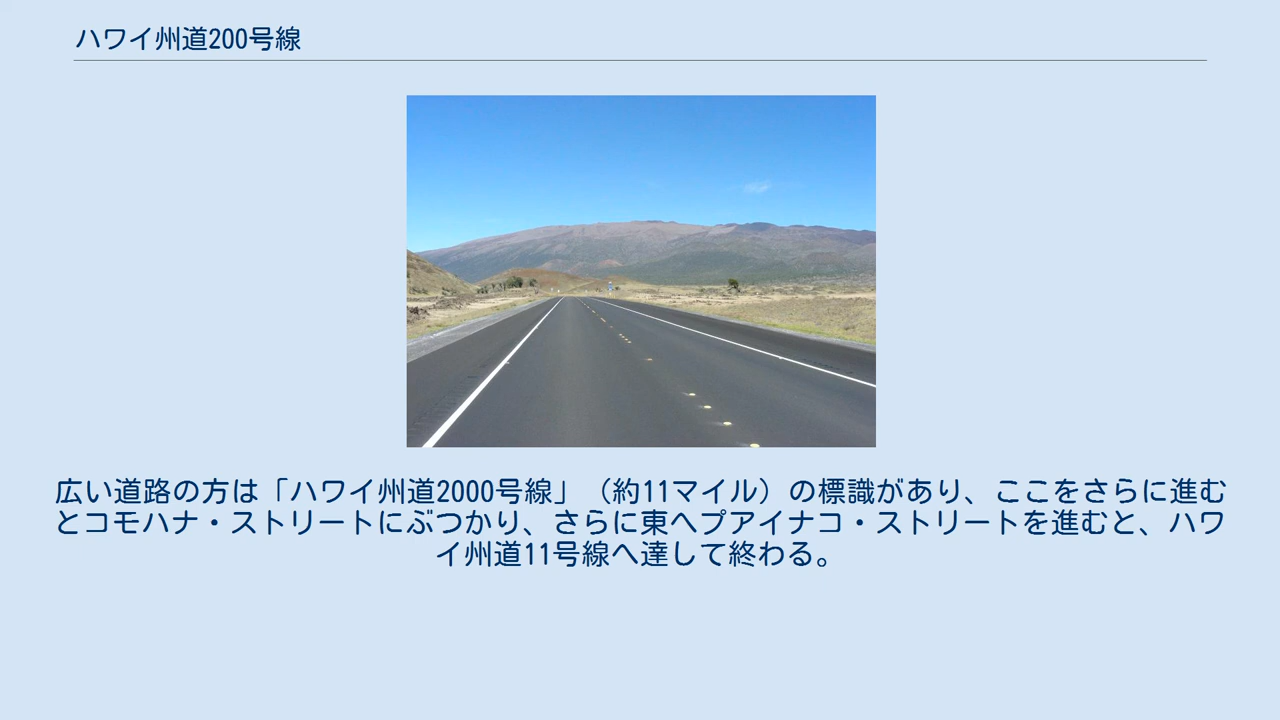 ハワイ州道200号線
広い道路の方は「ハワイ州道2000号線」（約11マイル）の標識があり、ここをさらに進む
とコモハナ・ストリートにぶつかり、さらに東へプアイナコ・ストリートを進むと、ハワ
イ州道11号線へ達して終わる。